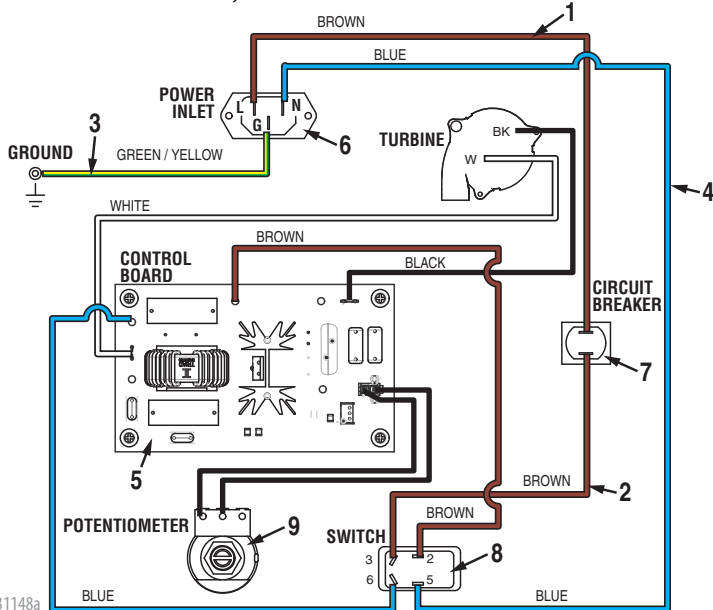 1
BROWN
BLUE
POWER
INLET
L
N
G
6
3
TURBINE
BK
W
GROUND
GREEN / YELLOW
4
WHITE
BROWN
CONTROL
BOARD
BLACK
CIRCUIT
BREAKER
7
5
BROWN
2
BROWN
POTENTIOMETER
9
SWITCH
3
2
8
6
5
BLUE
BLUE
31148a